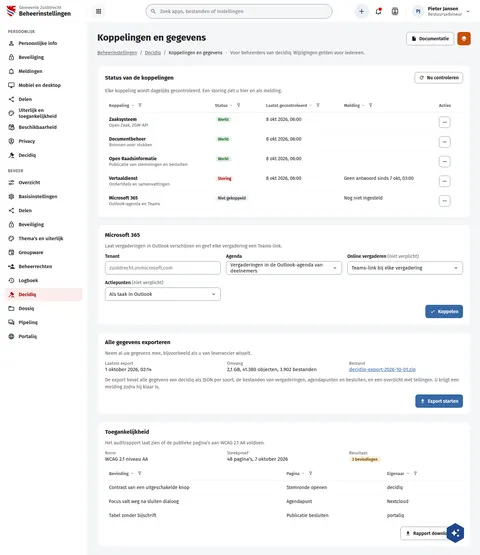 Gemeente Zuiddrecht
Beheerinstellingen
Zoek apps, bestanden of instellingen
PJ
Pieter Jansen
Bestuursadviseur
PERSOONLIJK
Persoonlijke info
Beveiliging
Meldingen
Mobiel en desktop
Delen
Uiterlijk en
toegankelijkheid
Beschikbaarheid
Privacy
Decidiq
BEHEER
Overzicht
Basisinstellingen
Delen
Beveiliging
Thema's en uiterlijk
Groupware
Beheerrechten
Logboek
Decidiq
Dossiq
Pipelinq
Portaliq
Koppelingen en gegevens
Documentatie
Beheerinstellingen / Decidiq / Koppelingen en gegevens · Voor beheerders van decidiq. Wijzigingen gelden voor iedereen.
Status van de koppelingen
Nu controleren
Elke koppeling wordt dagelijks gecontroleerd. Een storing ziet u hier en als melding.
Koppeling Status Laatst gecontroleerd Melding Acties
Zaaksysteem Werkt 8 okt 2026, 06:00
Open Zaak, ZGW-API
Documentbeheer Werkt 8 okt 2026, 06:00
Bronnen voor stukken
Open Raadsinformatie Werkt 8 okt 2026, 06:00
Publicatie van stemmingen en besluiten
Vertaaldienst Storing 8 okt 2026, 06:00 Geen antwoord sinds 7 okt, 03:00
Ondertitels en samenvattingen
Microsoft 365 Niet gekoppeld Nog niet ingesteld
Outlook-agenda en Teams
Microsoft 365
Laat vergaderingen in Outlook verschijnen en geef elke vergadering een Teams-link.
Tenant Agenda Online vergaderen (niet verplicht)
zuiddrecht.onmicrosoft.com Vergaderingen in de Outlook-agenda van deelnemers Teams-link bij elke vergadering
Actiepunten (niet verplicht)
Als taak in Outlook
Koppelen
Alle gegevens exporteren
Neem al uw gegevens mee, bijvoorbeeld als u van leverancier wisselt.
Laatste export Omvang Bestand
1 oktober 2026, 02:14 2,1 GB, 41.380 objecten, 3.902 bestanden decidiq-export-2026-10-01.zip
De export bevat alle gegevens van decidiq als JSON per soort, de bestanden van vergaderingen, agendapunten en besluiten, en een overzicht met tellingen. U krijgt een
melding zodra hij klaar is.
Export starten
Toegankelijkheid
Het auditrapport laat zien of de publieke pagina's aan WCAG 2.1 AA voldoen.
Norm Steekproef Resultaat
WCAG 2.1 niveau AA 48 pagina's, 7 oktober 2026 3 bevindingen
Bevinding Pagina Eigenaar
Contrast van een uitgeschakelde knop Stemronde openen decidiq
Focus valt weg na sluiten dialoog Agendapunt Nextcloud
Tabel zonder bijschrift Publicatie besluiten portaliq